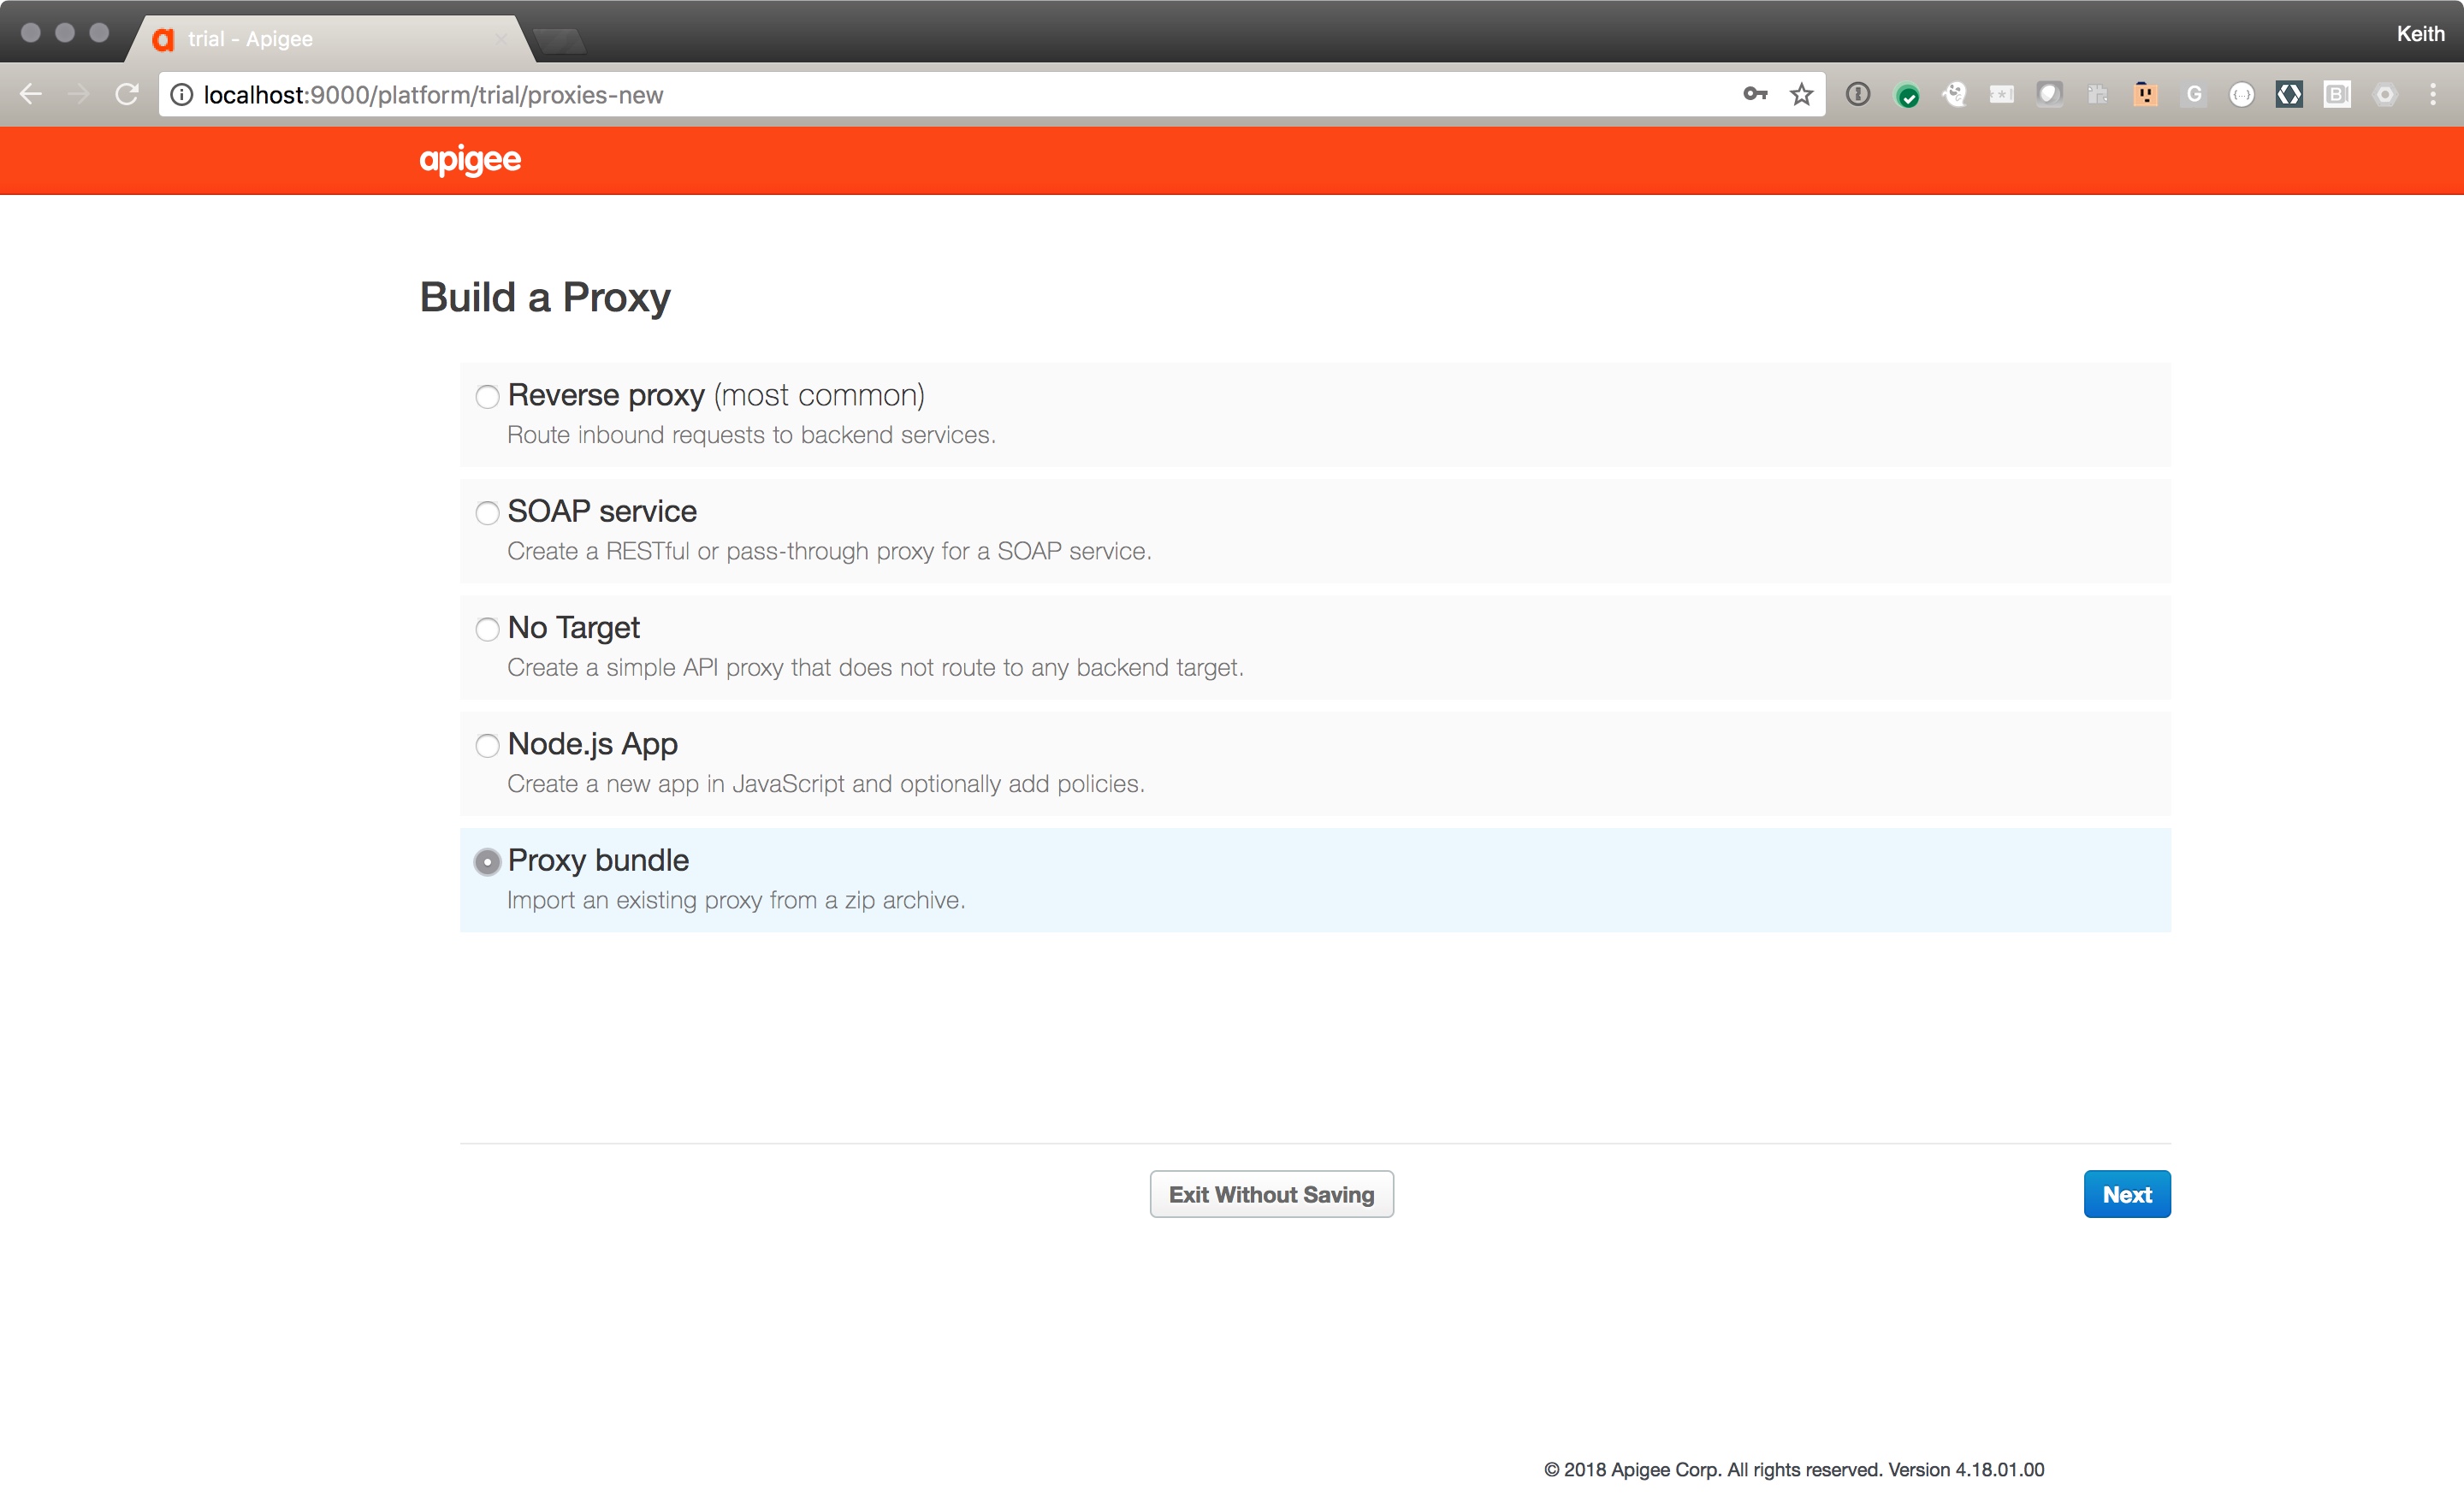 trial - Apigee
Keith
localhost:9000/platform/trial/proxies-new
G
{...}
B
apigee
Build a Proxy
Reverse proxy (most common)
Route inbound requests to backend services.
SOAP service
Create a RESTful or pass-through proxy for a SOAP service.
No Target
Create a simple API proxy that does not route to any backend target.
Node.js App
Create a new app in JavaScript and optionally add policies.
Proxy bundle
Import an existing proxy from a zip archive.
Exit Without Saving
Next
© 2018 Apigee Corp. All rights reserved. Version 4.18.01.00